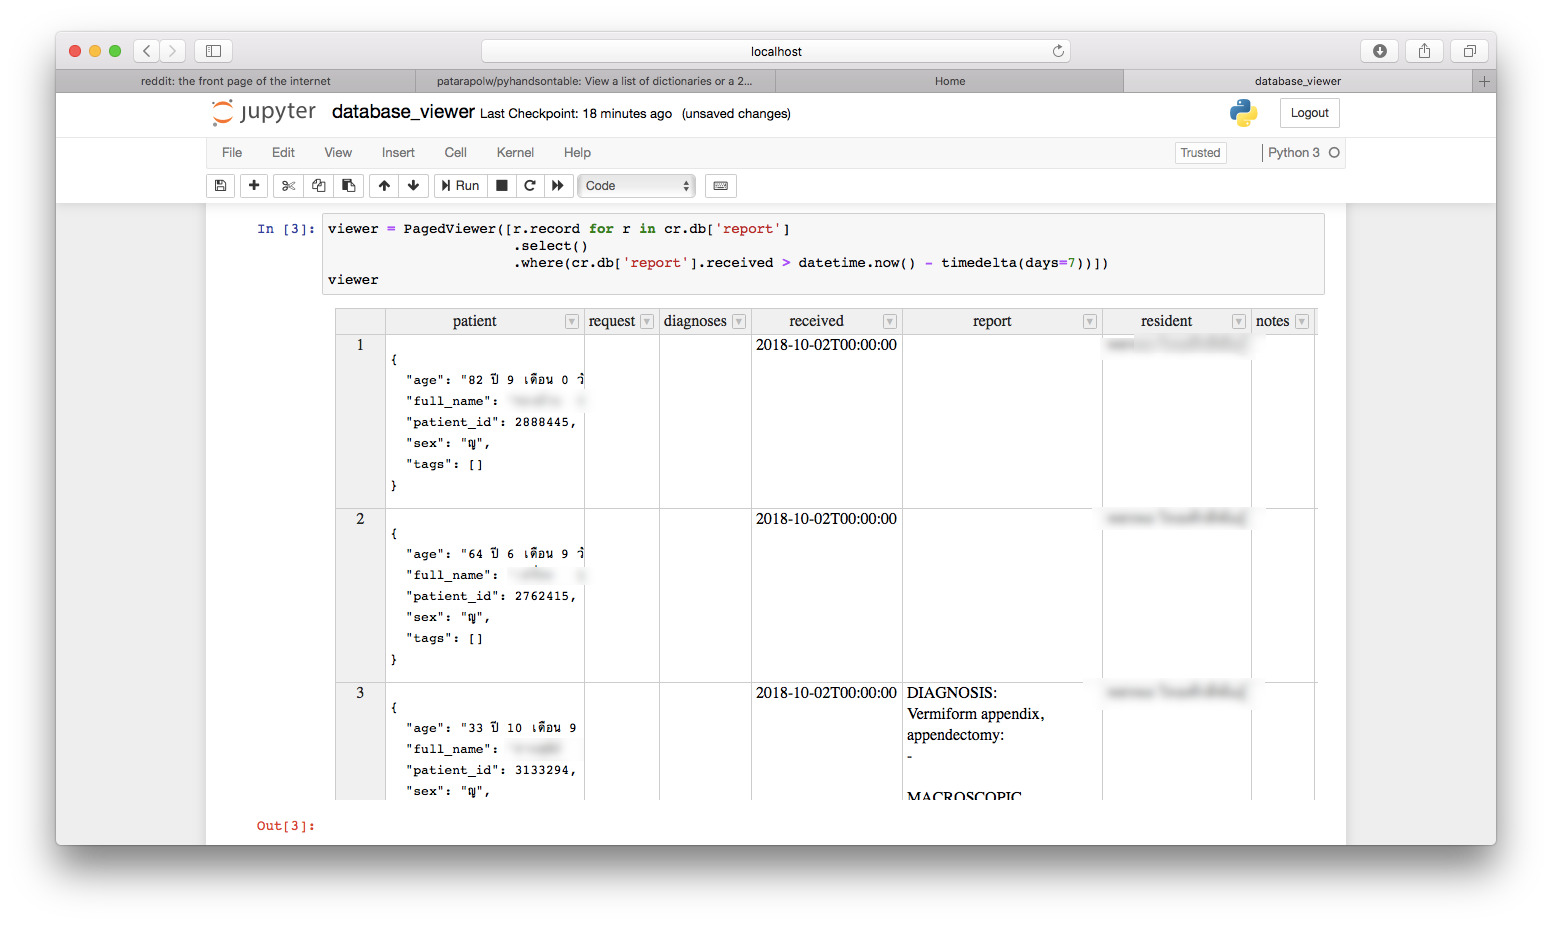 localhost
reddit: the front page of the internet
patarapolw/pyhandsontable: View a list of dictionaries or a 2...
Home
database_viewer
jupyter database_viewer Last Checkpoint: 18 minutes ago (unsaved changes)
Logout
File Edit View Insert Cell Kernel Help
Trusted
Python 3
Run
Code
In [3]:
viewer = PagedViewer([r.record for r in cr.db['report']
.select()
.where(cr.db['report'].received > datetime.now() - timedelta(days=7))])
viewer
patient request diagnoses received report resident notes
1 2018-10-02T00:00:00
{
"age": "82 ปี 9 เดือน 0 วั
"full_name":
"patient_id": 2888445,
"sex": "ญ",
"tags": []
}
2 2018-10-02T00:00:00
{
"age": "64 ปี 6 เดือน 9 วั
"full_name":
"patient_id": 2762415,
"sex": "ญ",
"tags": []
}
3 2018-10-02T00:00:00 DIAGNOSIS:
{
Vermiform appendix,
"age": "33 ปี 10 เดือน 9
appendectomy:
"full_name":
-
"patient_id": 3133294,
"sex": "ญ",
MACROSCOPIC
Out[3]: